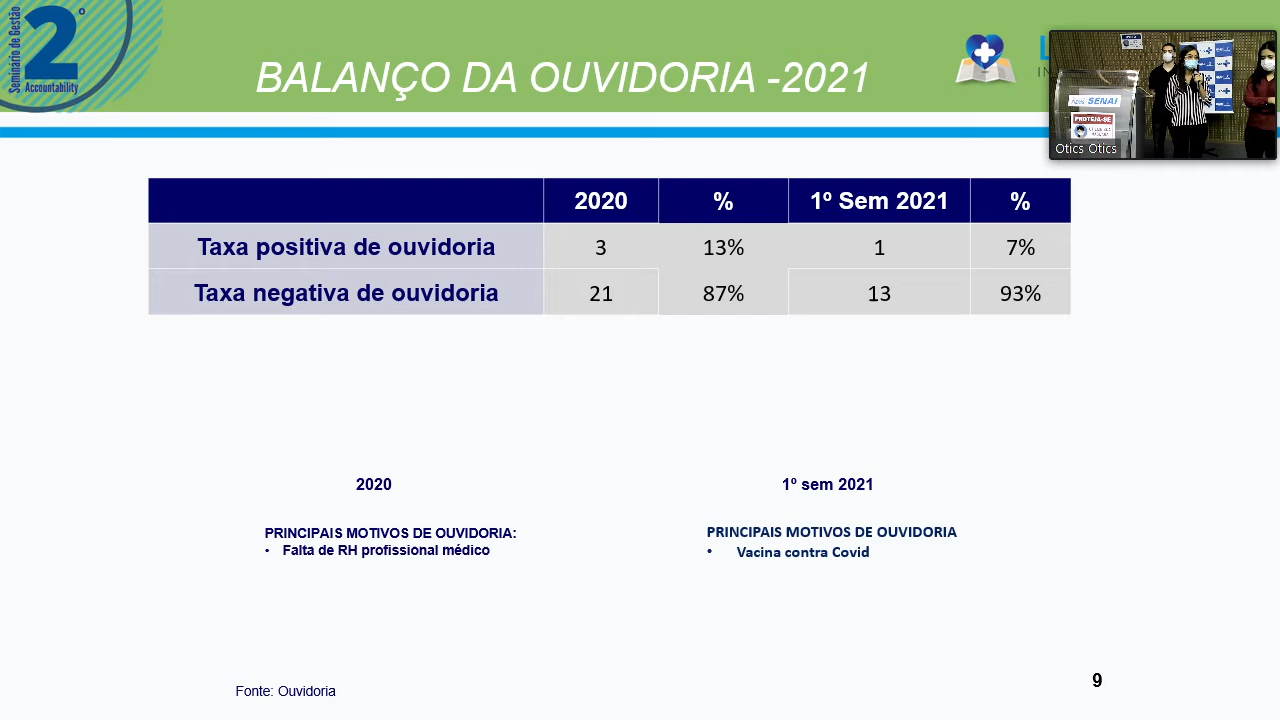 Seminário de Gestão
2º
Accountability
BALANÇO DA OUVIDORIA -2021
2020 % 1º Sem 2021 %
Taxa positiva de ouvidoria 3 13% 1 7%
Taxa negativa de ouvidoria 21 87% 13 93%
SENAI
PROTEJA-SE
Otics Otics
2020
1º sem 2021
PRINCIPAIS MOTIVOS DE OUVIDORIA:
• Falta de RH profissional médico
PRINCIPAIS MOTIVOS DE OUVIDORIA
• Vacina contra Covid
Fonte: Ouvidoria
9